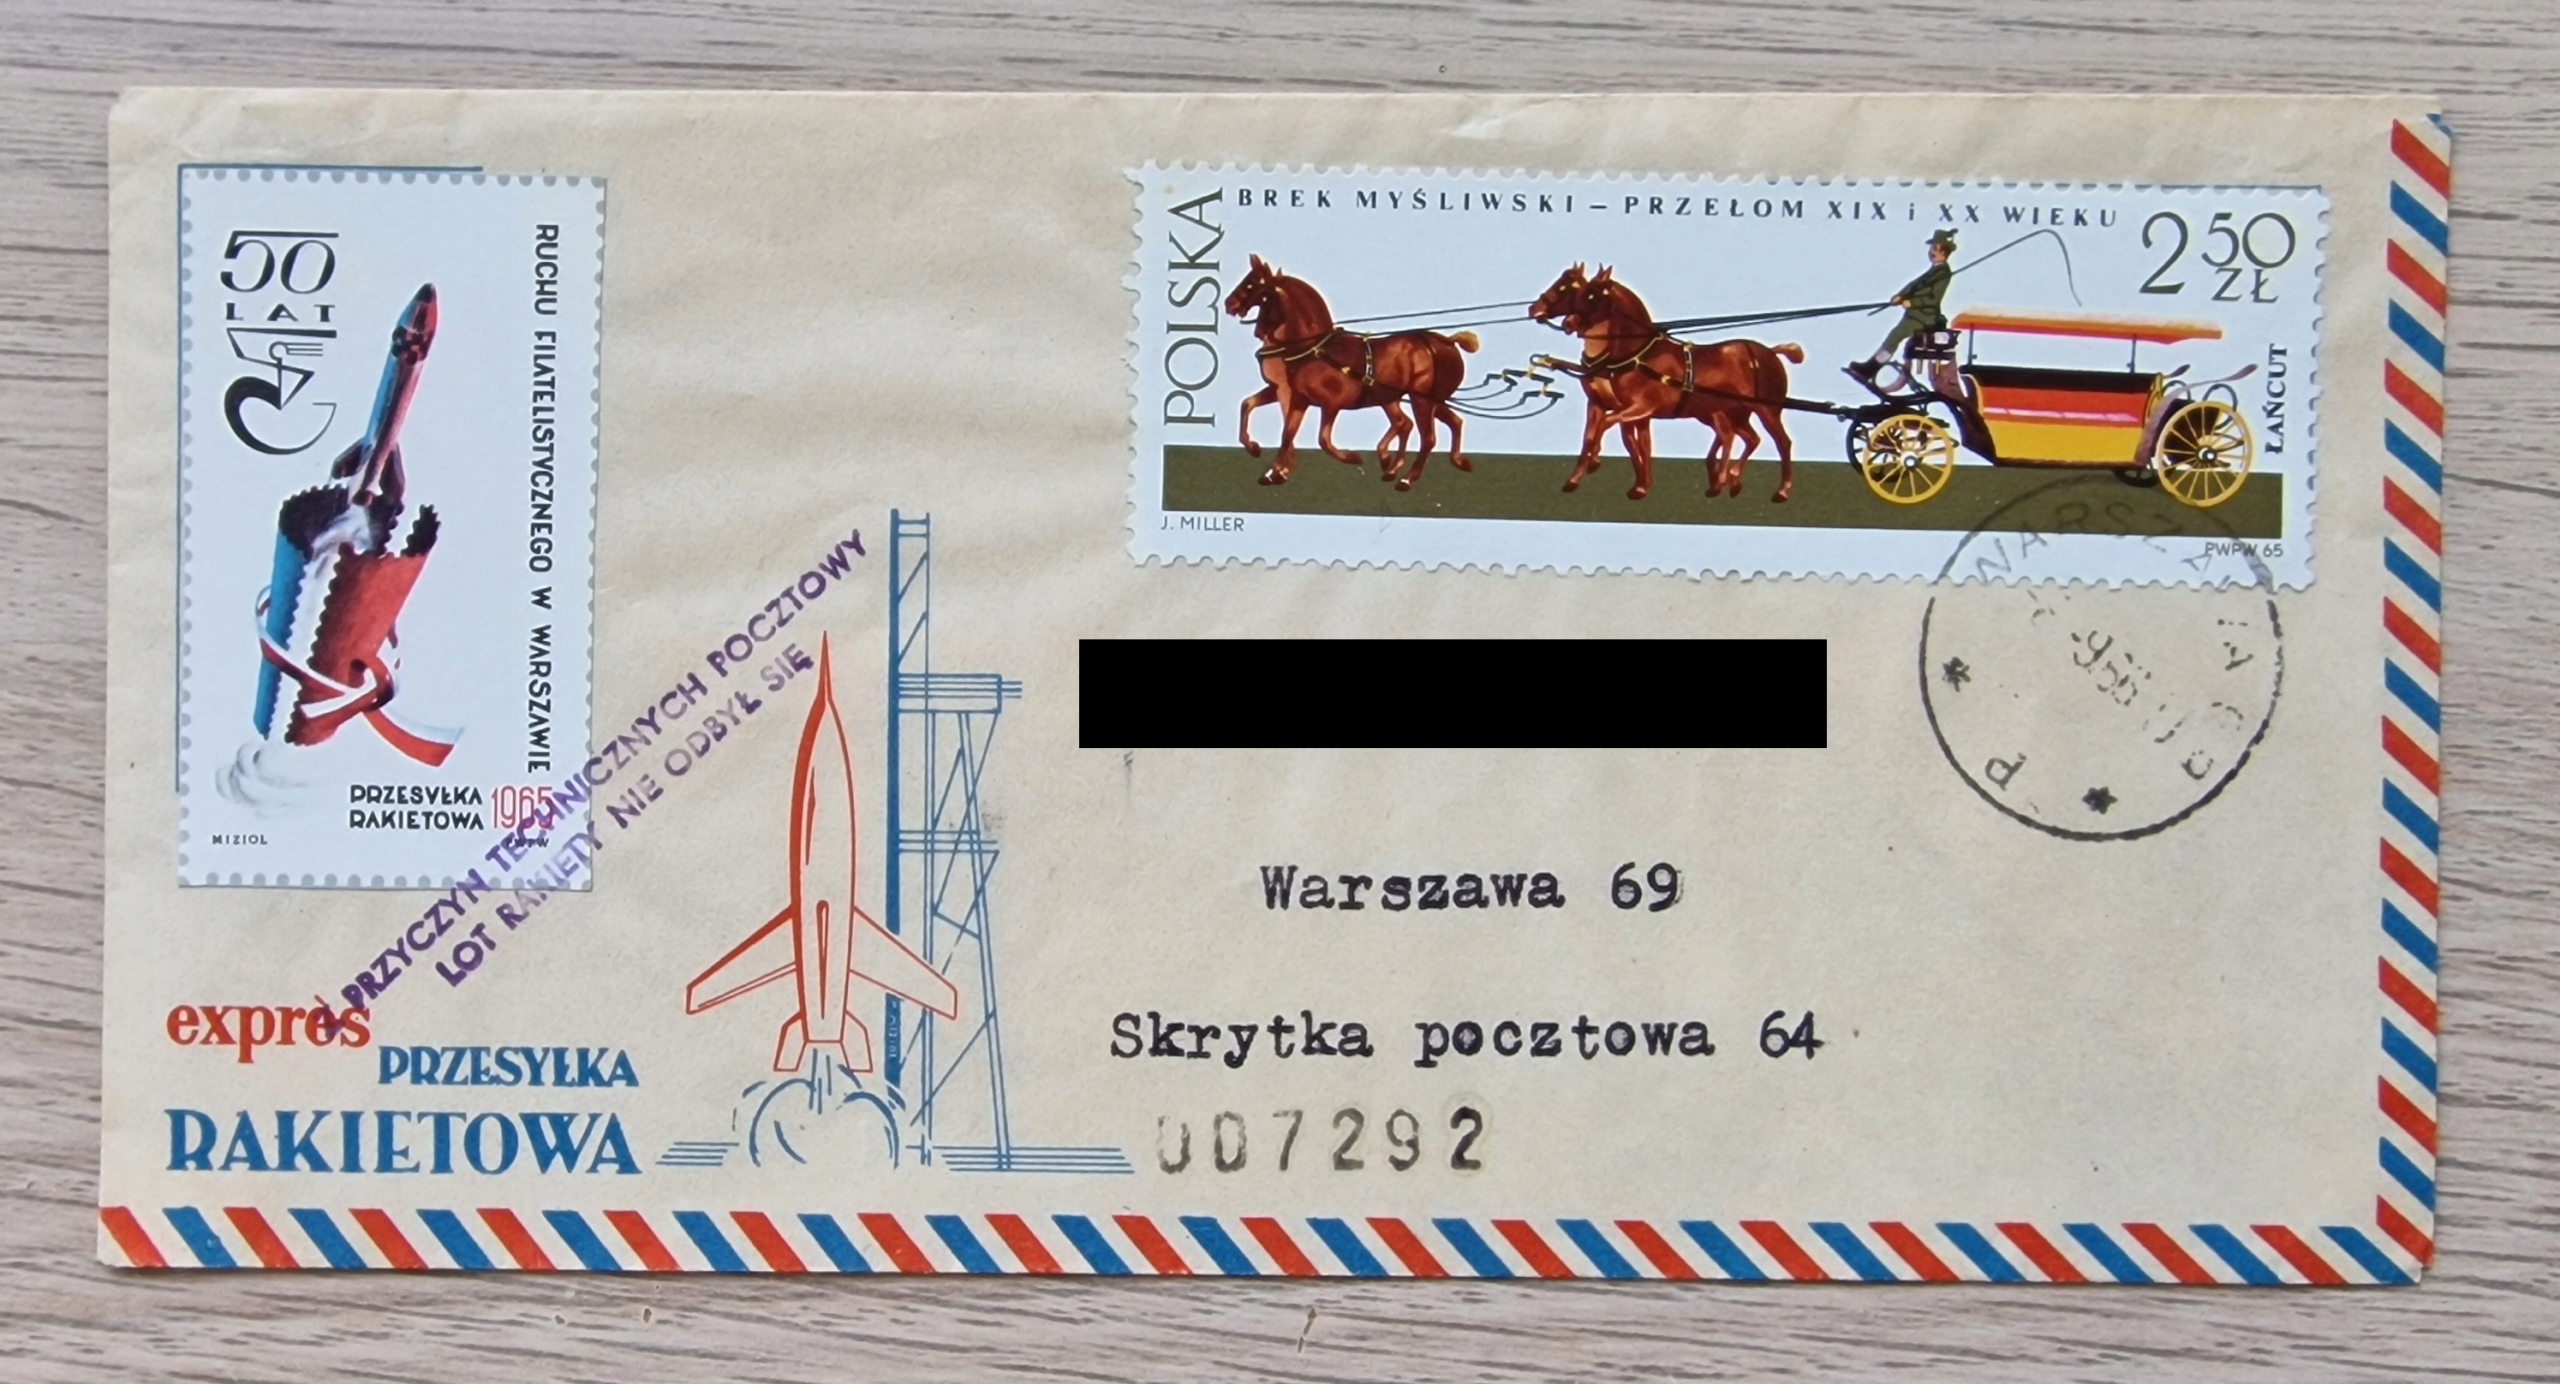 50
LAT
RUCHU FILATELISTYCZNEGO W WARSZAWIE
PRZESYŁKA
RAKIETOWA 1965
MIZIOL
PWPW
POLSKA
BREK MYŚLIWSKI – PRZEŁOM XIX i XX WIEKU
2 50
ZŁ
ŁAŃCUT
J. MILLER
PWPW 65
Z PRZYCZYN TECHNICZNYCH POCZTOWY
LOT RAKIETY NIE ODBYŁ SIĘ
expres
PRZESYŁKA
RAKIETOWA
Warszawa 69
Skrytka pocztowa 64
007292